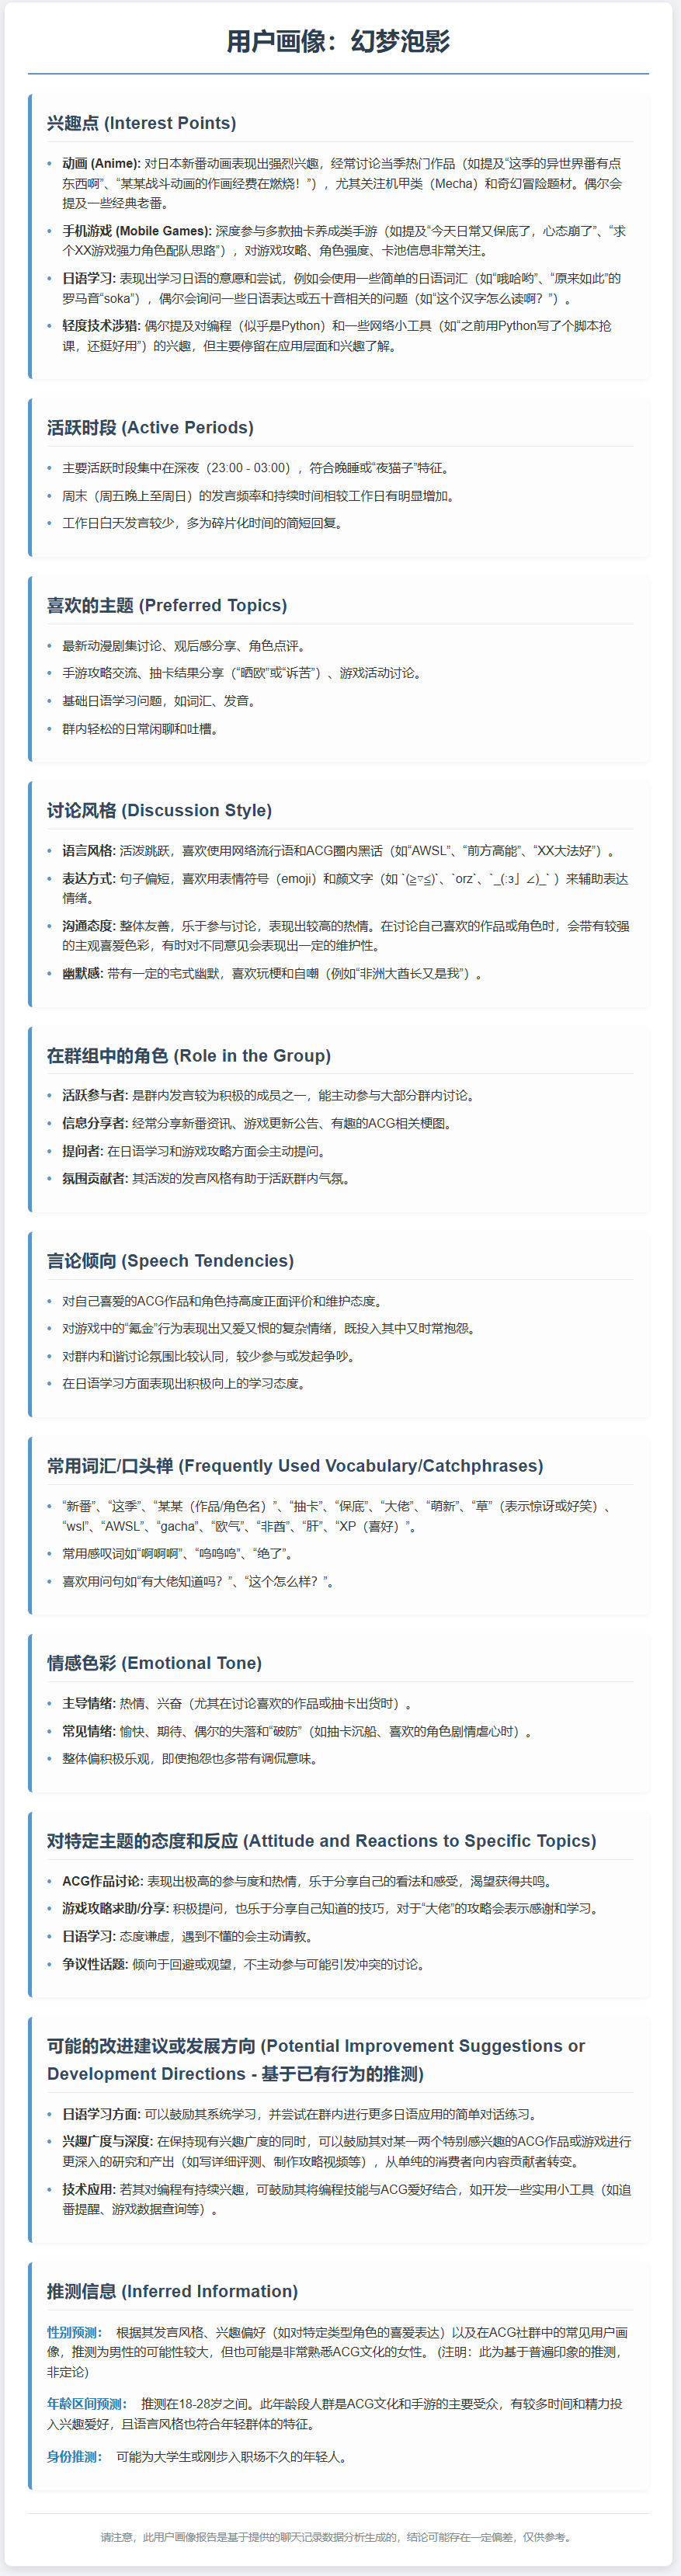 用户画像：幻梦泡影
兴趣点 (Interest Points)
• 动画 (Anime): 对日本新番动画表现出强烈兴趣，经常讨论当季热门作品（如提及“这季的异世界番有点
东西啊”、“某某战斗动画的作画经费在燃烧！”），尤其关注机甲类（Mecha）和奇幻冒险题材。偶尔会
提及一些经典老番。
• 手机游戏 (Mobile Games): 深度参与多款抽卡养成类手游（如提及“今天日常又保底了，心态崩了”、“求
个XX游戏强力角色配队思路”），对游戏攻略、角色强度、卡池信息非常关注。
• 日语学习: 表现出学习日语的意愿和尝试，例如会使用一些简单的日语词汇（如“哦哈哟”、“原来如此”的
罗马音“soka”），偶尔会询问一些日语表达或五十音相关的问题（如“这个汉字怎么读啊？”）。
• 轻度技术涉猎: 偶尔提及对编程（似乎是Python）和一些网络小工具（如“之前用Python写了个脚本抢
课，还挺好用”）的兴趣，但主要停留在应用层面和兴趣了解。
活跃时段 (Active Periods)
• 主要活跃时段集中在深夜（23:00 - 03:00），符合晚睡或“夜猫子”特征。
• 周末（周五晚上至周日）的发言频率和持续时间相较工作日有明显增加。
• 工作日白天发言较少，多为碎片化时间的简短回复。
喜欢的主题 (Preferred Topics)
• 最新动漫剧集讨论、观后感分享、角色点评。
• 手游攻略交流、抽卡结果分享（“晒欧”或“诉苦”）、游戏活动讨论。
• 基础日语学习问题，如词汇、发音。
• 群内轻松的日常闲聊和吐槽。
讨论风格 (Discussion Style)
• 语言风格: 活泼跳跃，喜欢使用网络流行语和ACG圈内黑话（如“AWSL”、“前方高能”、“XX大法好”）。
• 表达方式: 句子偏短，喜欢用表情符号（emoji）和颜文字（如 `(≧▽≦)`、`orz`、`_(:з」∠)_` ）来辅助表达
情绪。
• 沟通态度: 整体友善，乐于参与讨论，表现出较高的热情。在讨论自己喜欢的作品或角色时，会带有较强
的主观喜爱色彩，有时对不同意见会表现出一定的维护性。
• 幽默感: 带有一定的宅式幽默，喜欢玩梗和自嘲（例如“非洲大酋长又是我”）。
在群组中的角色 (Role in the Group)
• 活跃参与者: 是群内发言较为积极的成员之一，能主动参与大部分群内讨论。
• 信息分享者: 经常分享新番资讯、游戏更新公告、有趣的ACG相关梗图。
• 提问者: 在日语学习和游戏攻略方面会主动提问。
• 氛围贡献者: 其活泼的发言风格有助于活跃群内气氛。
言论倾向 (Speech Tendencies)
• 对自己喜爱的ACG作品和角色持高度正面评价和维护态度。
• 对游戏中的“氪金”行为表现出又爱又恨的复杂情绪，既投入其中又时常抱怨。
• 对群内和谐讨论氛围比较认同，较少参与或发起争吵。
• 在日语学习方面表现出积极向上的学习态度。
常用词汇/口头禅 (Frequently Used Vocabulary/Catchphrases)
• “新番”、“这季”、“某某（作品/角色名）”、“抽卡”、“保底”、“大佬”、“萌新”、“草”（表示惊讶或好笑）、
“wsl”、“AWSL”、“gacha”、“欧气”、“非酋”、“肝”、“XP（喜好）”。
• 常用感叹词如“啊啊啊”、“呜呜呜”、“绝了”。
• 喜欢用问句如“有大佬知道吗？”、“这个怎么样？”。
情感色彩 (Emotional Tone)
• 主导情绪: 热情、兴奋（尤其在讨论喜欢的作品或抽卡出货时）。
• 常见情绪: 愉快、期待、偶尔的失落和“破防”（如抽卡沉船、喜欢的角色剧情虐心时）。
• 整体偏积极乐观，即使抱怨也多带有调侃意味。
对特定主题的态度和反应 (Attitude and Reactions to Specific Topics)
• ACG作品讨论: 表现出极高的参与度和热情，乐于分享自己的看法和感受，渴望获得共鸣。
• 游戏攻略求助/分享: 积极提问，也乐于分享自己知道的技巧，对于“大佬”的攻略会表示感谢和学习。
• 日语学习: 态度谦虚，遇到不懂的会主动请教。
• 争议性话题: 倾向于回避或观望，不主动参与可能引发冲突的讨论。
可能的改进建议或发展方向 (Potential Improvement Suggestions or
Development Directions - 基于已有行为的推测)
• 日语学习方面: 可以鼓励其系统学习，并尝试在群内进行更多日语应用的简单对话练习。
• 兴趣广度与深度: 在保持现有兴趣广度的同时，可以鼓励其对某一两个特别感兴趣的ACG作品或游戏进行
更深入的研究和产出（如写详细评测、制作攻略视频等），从单纯的消费者向内容贡献者转变。
• 技术应用: 若其对编程有持续兴趣，可鼓励其将编程技能与ACG爱好结合，如开发一些实用小工具（如追
番提醒、游戏数据查询等）。
推测信息 (Inferred Information)
性别预测： 根据其发言风格、兴趣偏好（如对特定类型角色的喜爱表达）以及在ACG社群中的常见用户画
像，推测为男性的可能性较大，但也可能是非常熟悉ACG文化的女性。 (注明：此为基于普遍印象的推测，
非定论)
年龄区间预测： 推测在18-28岁之间。此年龄段人群是ACG文化和手游的主要受众，有较多时间和精力投
入兴趣爱好，且语言风格也符合年轻群体的特征。
身份推测： 可能为大学生或刚步入职场不久的年轻人。
请注意，此用户画像报告是基于提供的聊天记录数据分析生成的，结论可能存在一定偏差，仅供参考。